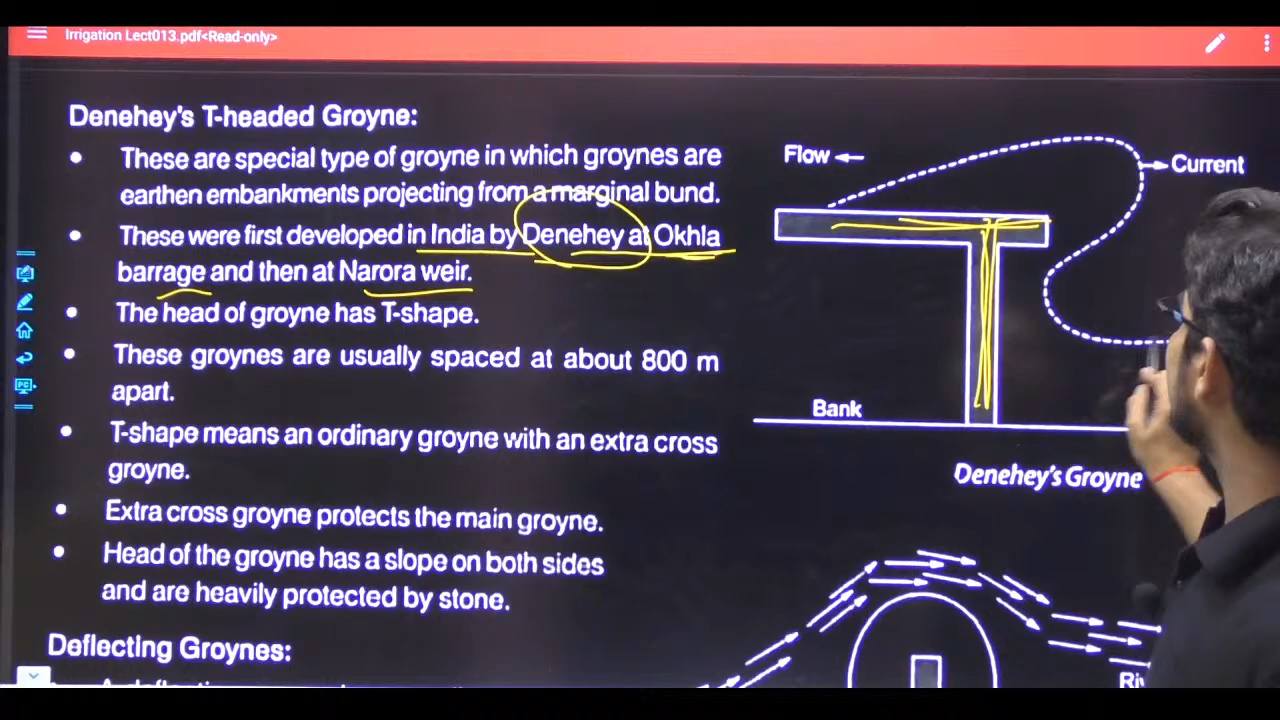 Irrigation Lect013.pdf<Read-only>
Denehey's T-headed Groyne:
• These are special type of groyne in which groynes are
earthen embankments projecting from a marginal bund.
• These were first developed in India by Denehey at Okhla
barrage and then at Narora weir.
• The head of groyne has T-shape.
• These groynes are usually spaced at about 800 m
apart.
• T-shape means an ordinary groyne with an extra cross
groyne.
• Extra cross groyne protects the main groyne.
• Head of the groyne has a slope on both sides
and are heavily protected by stone.
Deflecting Groynes:
Flow
Current
Bank
Denehey's Groyne
PC